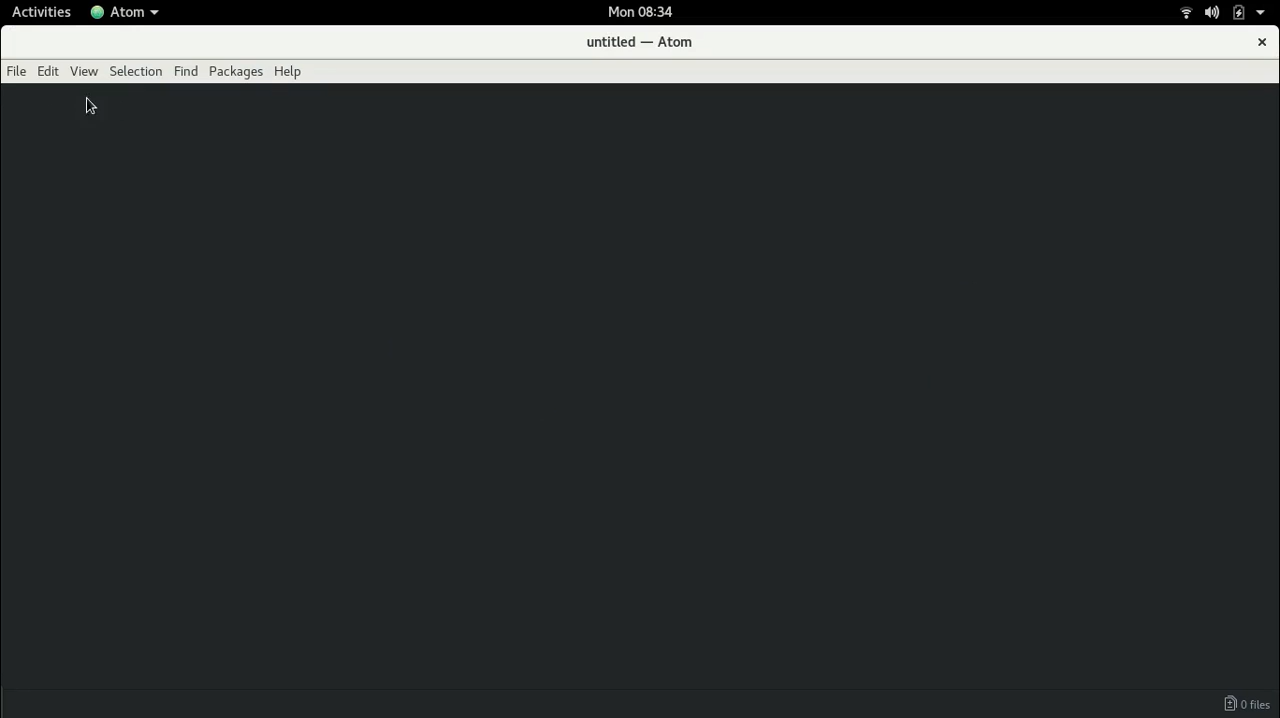 Activities Atom Mon 08:34
untitled — Atom
File Edit View Selection Find Packages Help
0 files